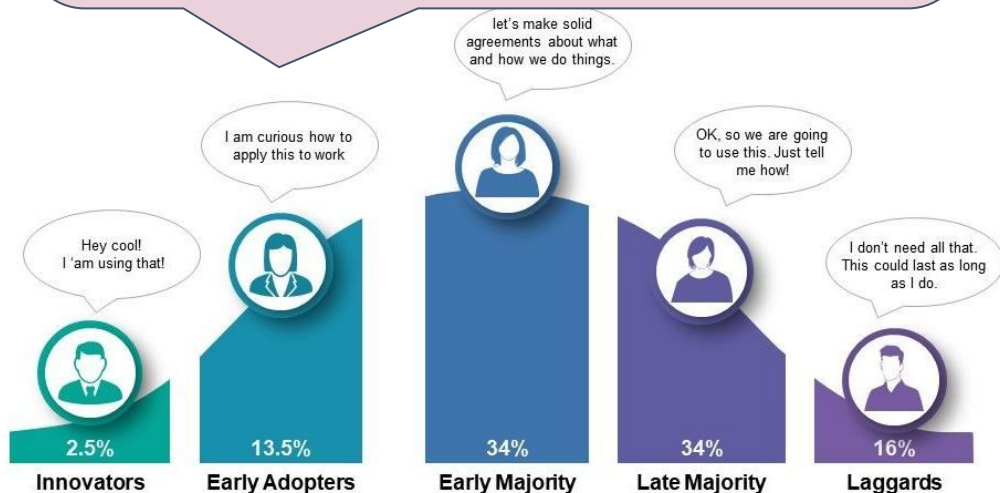 let's make solid
agreements about what
and how we do things.
I am curious how to
apply this to work
OK, so we are going
to use this. Just tell
me how!
Hey cool!
I 'am using that!
I don't need all that.
This could last as long
as I do.
2.5%
13.5%
34%
34%
16%
Innovators
Early Adopters
Early Majority
Late Majority
Laggards